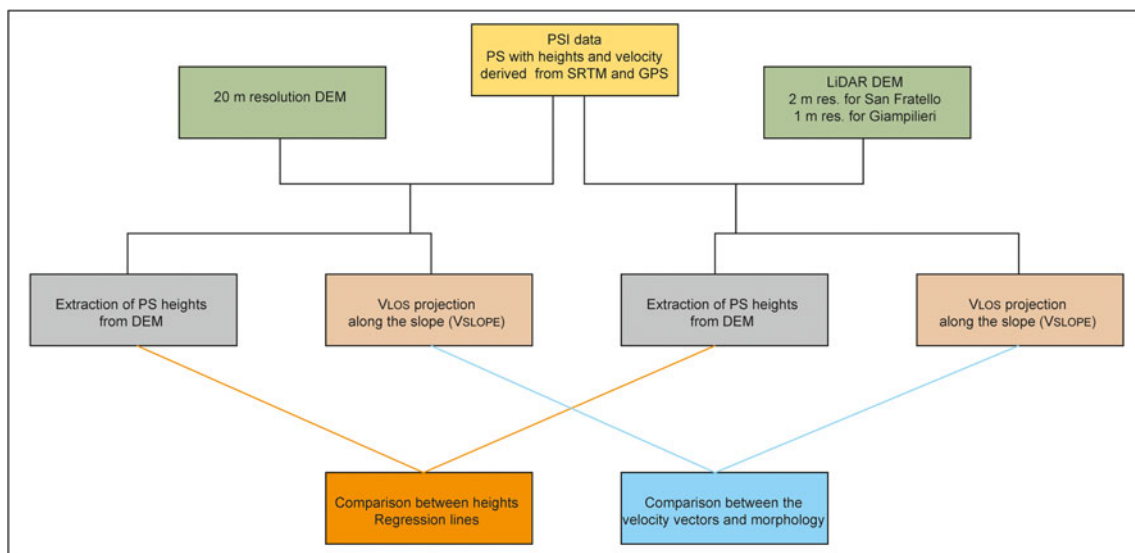 PSI data
PS with heights and velocity
derived from SRTM and GPS
20 m resolution DEM
LiDAR DEM
2 m res. for San Fratello
1 m res. for Giampilieri
Extraction of PS heights
from DEM
VLOS projection
along the slope (VSLOPE)
Extraction of PS heights
from DEM
VLOS projection
along the slope (VSLOPE)
Comparison between heights
Regression lines
Comparison between the
velocity vectors and morphology